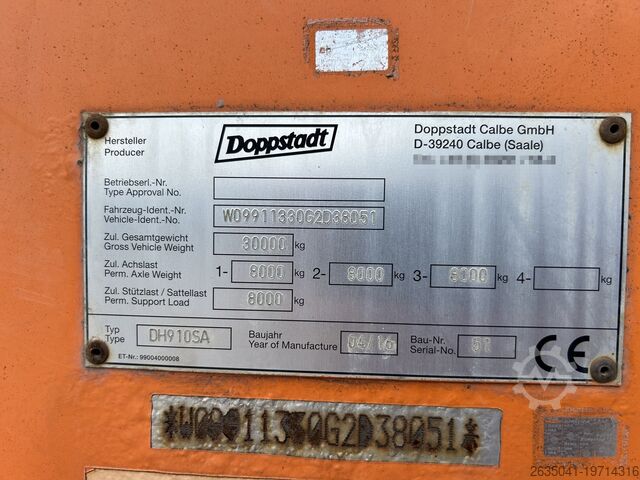 Hersteller
Producer
Doppstadt
Doppstadt Calbe GmbH
D-39240 Calbe (Saale)
Betriebserl.-Nr.
Type Approval No.
Fahrzeug-Ident.-Nr.
Vehicle-Ident.-No.
W09911330G2D38051
Zul. Gesamtgewicht
Gross Vehicle Weight
30000 kg
Zul. Achslast
Perm. Axle Weight
1- 8000 kg 2- 8000 kg 3- 8000 kg 4- kg
Zul. Stützlast / Sattellast
Perm. Support Load
8000 kg
Typ
Type
DH910SA
Baujahr
Year of Manufacture
04/16
Bau-Nr.
Serial-No.
51
CE
ET-Nr.: 99004000008
*W09911330G2D38051*
2635041-19714316